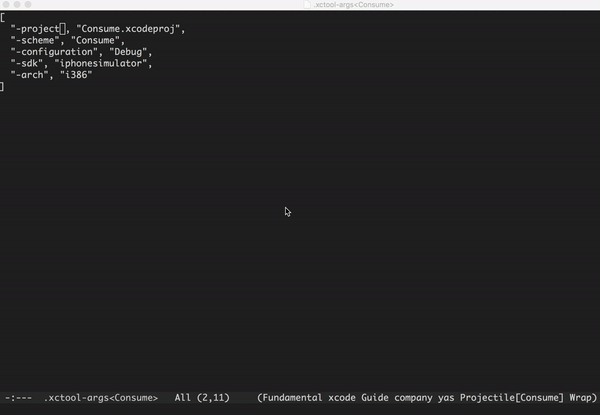 .xctool-args<Consume>
[
"-project", "Consume.xcodeproj",
"-scheme", "Consume",
"-configuration", "Debug",
"-sdk", "iphonesimulator",
"-arch", "i386"
]
-:--- .xctool-args<Consume> All (2,11) (Fundamental xcode Guide company yas Projectile[Consume] Wrap)